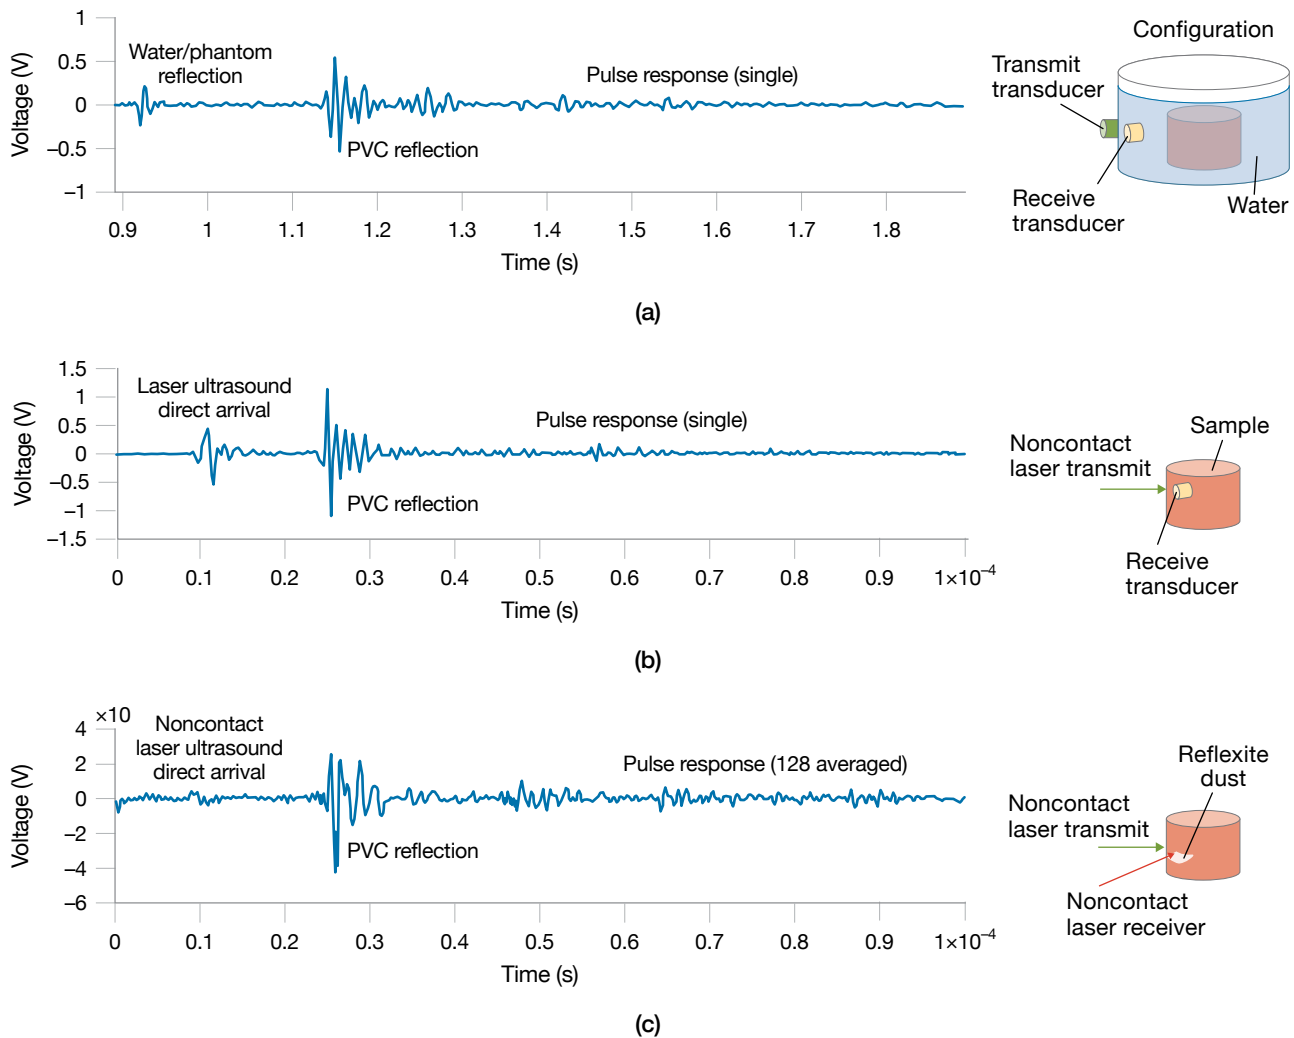 Configuration
1
0.5
0
–0.5
–1
Voltage (V)
Water/phantom
reflection
Pulse response (single)
PVC reflection
0.9
1
1.1
1.2
1.3
1.4
1.5
1.6
1.7
1.8
Time (s)
Transmit
transducer
Receive
transducer
Water
(a)
1.5
1
0.5
0
–0.5
–1
–1.5
Voltage (V)
Laser ultrasound
direct arrival
Pulse response (single)
PVC reflection
0
0.1
0.2
0.3
0.4
0.5
0.6
0.7
0.8
0.9
1×10⁻⁴
Time (s)
Sample
Noncontact
laser transmit
Receive
transducer
(b)
×10
4
2
0
–2
–4
–6
Voltage (V)
Noncontact
laser ultrasound
direct arrival
Pulse response (128 averaged)
PVC reflection
0
0.1
0.2
0.3
0.4
0.5
0.6
0.7
0.8
0.9
1×10⁻⁴
Time (s)
Reflexite
dust
Noncontact
laser transmit
Noncontact
laser receiver
(c)